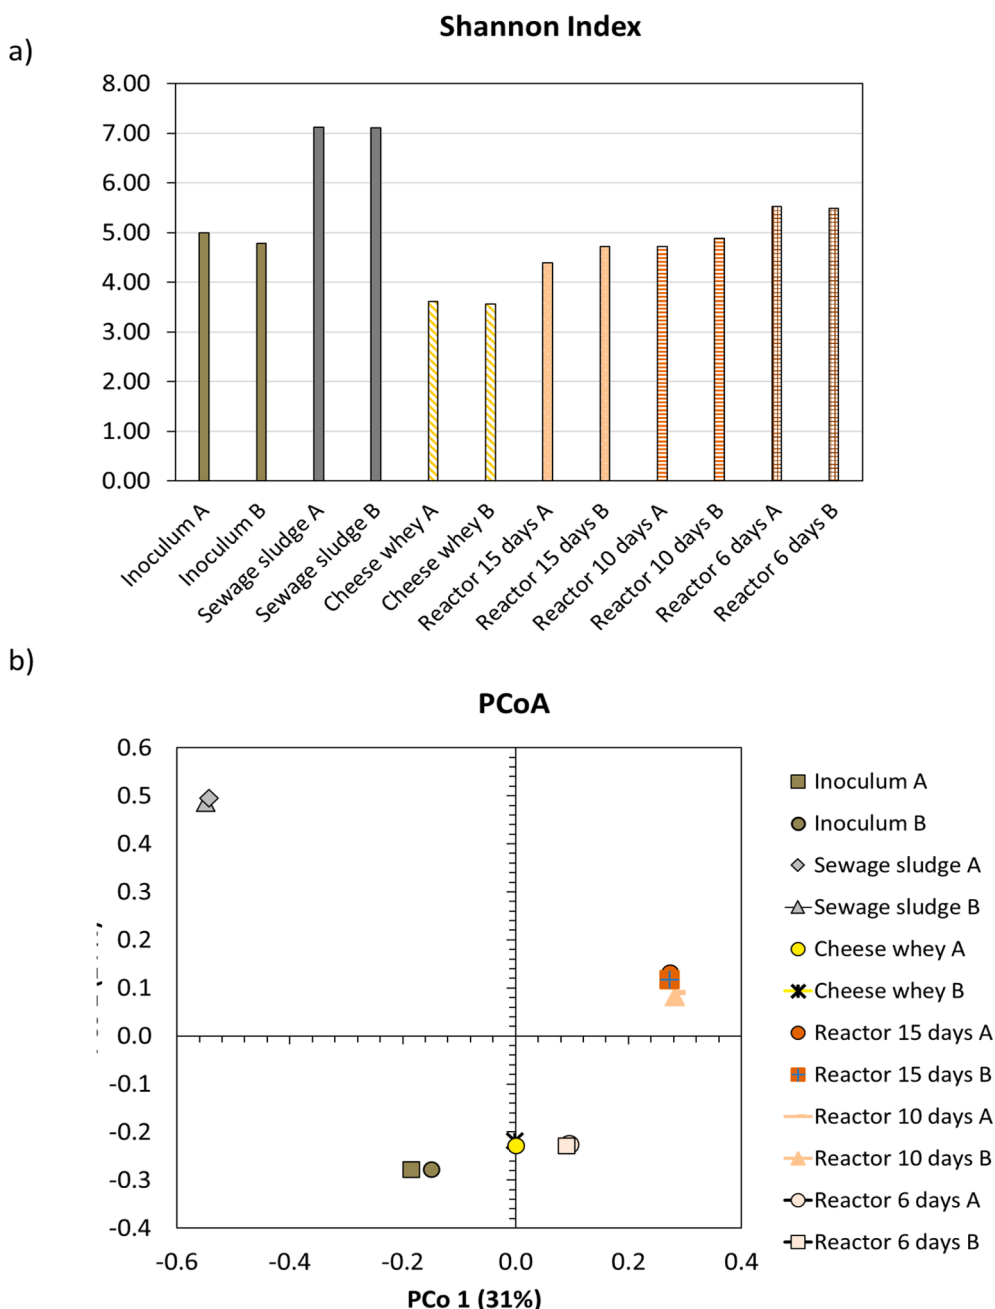 Shannon Index
a)
8.00
7.00
6.00
5.00
4.00
3.00
2.00
1.00
0.00
Inoculum A
Inoculum B
Sewage sludge A
Sewage sludge B
Cheese whey A
Cheese whey B
Reactor 15 days A
Reactor 15 days B
Reactor 10 days A
Reactor 10 days B
Reactor 6 days A
Reactor 6 days B
b)
PCoA
0.6
0.5
0.4
0.3
0.2
0.1
0.0
-0.1
-0.2
-0.3
-0.4
-0.6
-0.4
-0.2
0.0
0.2
0.4
PCo 1 (31%)
Inoculum A
Inoculum B
Sewage sludge A
Sewage sludge B
Cheese whey A
Cheese whey B
Reactor 15 days A
Reactor 15 days B
Reactor 10 days A
Reactor 10 days B
Reactor 6 days A
Reactor 6 days B